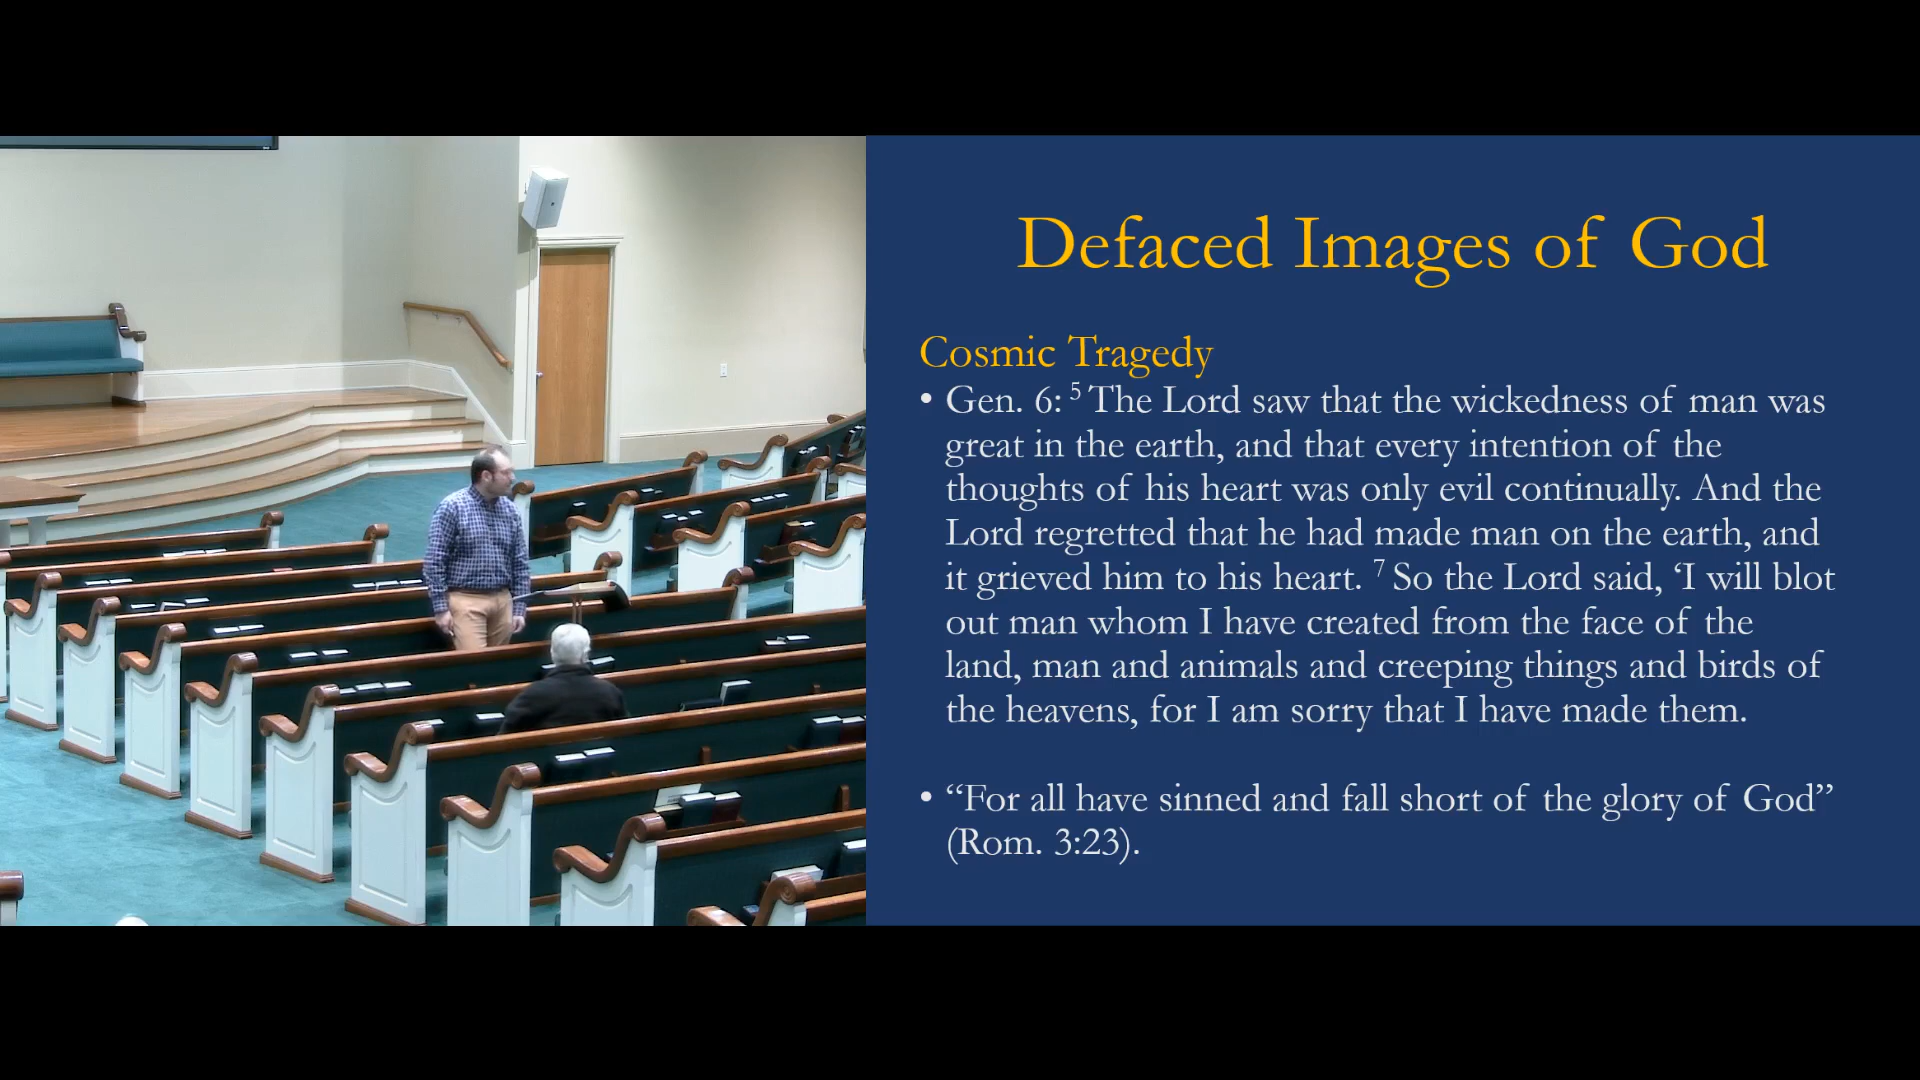 Defaced Images of God
Cosmic Tragedy
• Gen. 6: 5 The Lord saw that the wickedness of man was
great in the earth, and that every intention of the
thoughts of his heart was only evil continually. And the
Lord regretted that he had made man on the earth, and
it grieved him to his heart. 7 So the Lord said, ‘I will blot
out man whom I have created from the face of the
land, man and animals and creeping things and birds of
the heavens, for I am sorry that I have made them.
• “For all have sinned and fall short of the glory of God”
(Rom. 3:23).